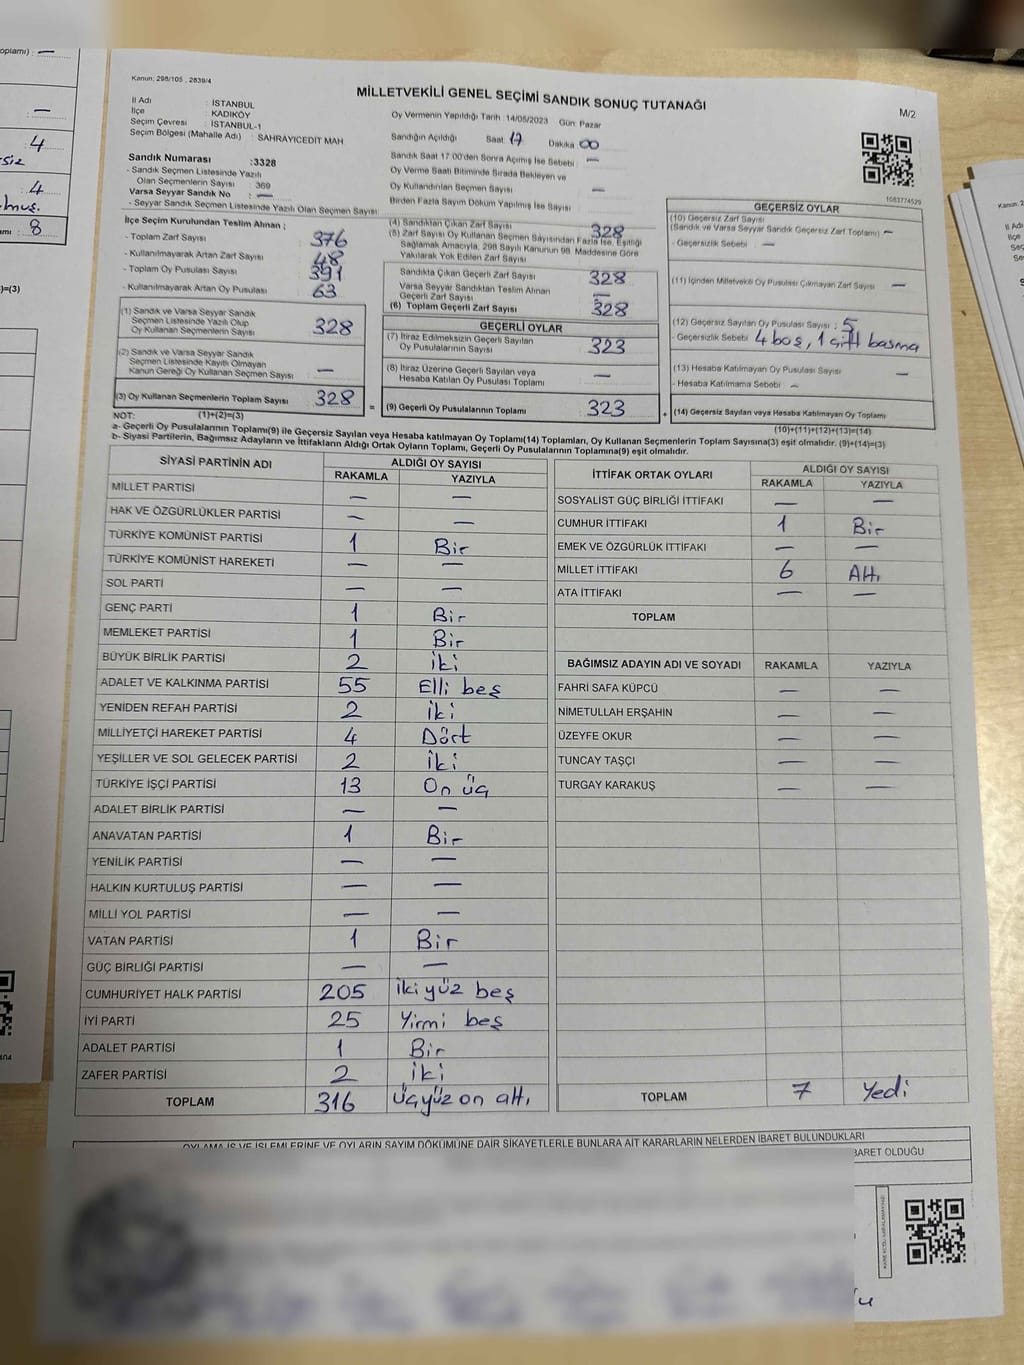 Kanun: 298/105 , 2839/4
MİLLETVEKİLİ GENEL SEÇİMİ SANDIK SONUÇ TUTANAĞI
M/2
İl Adı : İSTANBUL
İlçe : KADIKÖY
Seçim Çevresi : İSTANBUL-1
Seçim Bölgesi (Mahalle Adı) : SAHRAYICEDIT MAH
Sandık Numarası :3328
- Sandık Seçmen Listesinde Yazılı
Olan Seçmenlerin Sayısı : 369
Varsa Seyyar Sandık No : —
- Seyyar Sandık Seçmen Listesinde Yazılı Olan Seçmen Sayısı
Oy Vermenin Yapıldığı Tarih :14/05/2023 Gün: Pazar
Sandığın Açıldığı Saat 17 Dakika 00
Sandık Saat 17:00'den Sonra Açılmış İse Sebebi : —
Oy Verme Saati Bitiminde Sırada Bekleyen ve
Oy Kullandırılan Seçmen Sayısı —
Birden Fazla Sayım Döküm Yapılmış İse Sayısı :
1083774529
İlçe Seçim Kurulundan Teslim Alınan ;
- Toplam Zarf Sayısı 376
- Kullanılmayarak Artan Zarf Sayısı : 48
- Toplam Oy Pusulası Sayısı 391
- Kullanılmayarak Artan Oy Pusulası : 63
(1) Sandık ve Varsa Seyyar Sandık
Seçmen Listesinde Yazılı Olup
Oy Kullanan Seçmenlerin Sayısı 328
(2) Sandık ve Varsa Seyyar Sandık
Seçmen Listesinde Kayıtlı Olmayan
Kanun Gereği Oy Kullanan Seçmen Sayısı : —
(3) Oy Kullanan Seçmenlerin Toplam Sayısı 328
(4) Sandıktan Çıkan Zarf Sayısı 328
(5) Zarf Sayısı Oy Kullanan Seçmen Sayısından Fazla İse, Eşitliği
Sağlamak Amacıyla, 298 Sayılı Kanunun 98. Maddesine Göre
Yakılarak Yok Edilen Zarf Sayısı
Sandıkta Çıkan Geçerli Zarf Sayısı 328
Varsa Seyyar Sandıktan Teslim Alınan
Geçerli Zarf Sayısı —
(6) Toplam Geçerli Zarf Sayısı 328
GEÇERLİ OYLAR
(7) İtiraz Edilmeksizin Geçerli Sayılan
Oy Pusulalarının Sayısı 323
(8) İtiraz Üzerine Geçerli Sayılan veya
Hesaba Katılan Oy Pusulası Toplamı —
= (9) Geçerli Oy Pusulalarının Toplamı 323
GEÇERSİZ OYLAR
(10) Geçersiz Zarf Sayısı
(Sandık ve Varsa Seyyar Sandık Geçersiz Zarf Toplamı) —
- Geçersizlik Sebebi : —
(11) İçinden Milletvekili Oy Pusulası Çıkmayan Zarf Sayısı —
(12) Geçersiz Sayılan Oy Pusulası Sayısı : 5
- Geçersizlik Sebebi 4 boş, 1 çift basma
(13) Hesaba Katılmayan Oy Pusulası Sayısı —
- Hesaba Katılmama Sebebi —
+ (14) Geçersiz Sayılan veya Hesaba Katılmayan Oy Toplamı
NOT: (1)+(2)=(3) (10)+(11)+(12)+(13)=(14)
a- Geçerli Oy Pusulalarının Toplamı(9) ile Geçersiz Sayılan veya Hesaba katılmayan Oy Toplamı(14) Toplamları, Oy Kullanan Seçmenlerin Toplam Sayısına(3) eşit olmalıdır. (9)+(14)=(3)
b- Siyasi Partilerin, Bağımsız Adayların ve İttifakların Aldığı Ortak Oyların Toplamı, Geçerli Oy Pusulalarının Toplamına(9) eşit olmalıdır.
SİYASİ PARTİNİN ADI ALDIĞI OY SAYISI
RAKAMLA YAZIYLA
MİLLET PARTİSİ — —
HAK VE ÖZGÜRLÜKLER PARTİSİ — —
TÜRKİYE KOMÜNİST PARTİSİ 1 Bir
TÜRKİYE KOMÜNİST HAREKETİ — —
SOL PARTİ — —
GENÇ PARTİ 1 Bir
MEMLEKET PARTİSİ 1 Bir
BÜYÜK BİRLİK PARTİSİ 2 İki
ADALET VE KALKINMA PARTİSİ 55 Elli beş
YENİDEN REFAH PARTİSİ 2 İki
MİLLİYETÇİ HAREKET PARTİSİ 4 Dört
YEŞİLLER VE SOL GELECEK PARTİSİ 2 İki
TÜRKİYE İŞÇİ PARTİSİ 13 On üç
ADALET BİRLİK PARTİSİ — —
ANAVATAN PARTİSİ 1 Bir
YENİLİK PARTİSİ — —
HALKIN KURTULUŞ PARTİSİ — —
MİLLİ YOL PARTİSİ — —
VATAN PARTİSİ 1 Bir
GÜÇ BİRLİĞİ PARTİSİ — —
CUMHURİYET HALK PARTİSİ 205 İkiyüz beş
İYİ PARTİ 25 Yirmi beş
ADALET PARTİSİ 1 Bir
ZAFER PARTİSİ 2 İki
TOPLAM 316 Üçyüz on altı
İTTİFAK ORTAK OYLARI ALDIĞI OY SAYISI
RAKAMLA YAZIYLA
SOSYALİST GÜÇ BİRLİĞİ İTTİFAKI — —
CUMHUR İTTİFAKI 1 Bir
EMEK VE ÖZGÜRLÜK İTTİFAKI — —
MİLLET İTTİFAKI 6 Altı
ATA İTTİFAKI — —
TOPLAM
BAĞIMSIZ ADAYIN ADI VE SOYADI RAKAMLA YAZIYLA
FAHRİ SAFA KÜPCÜ — —
NİMETULLAH ERŞAHİN — —
ÜZEYFE OKUR — —
TUNCAY TAŞÇI — —
TURGAY KARAKUŞ — —
TOPLAM 7 Yedi
OYLAMA İŞ VE İŞLEMLERİNE VE OYLARIN SAYIM DÖKÜMÜNE DAİR ŞİKAYETLERLE BUNLARA AİT KARARLARIN NELERDEN İBARET BULUNDUKLARI
BARET OLDUĞU